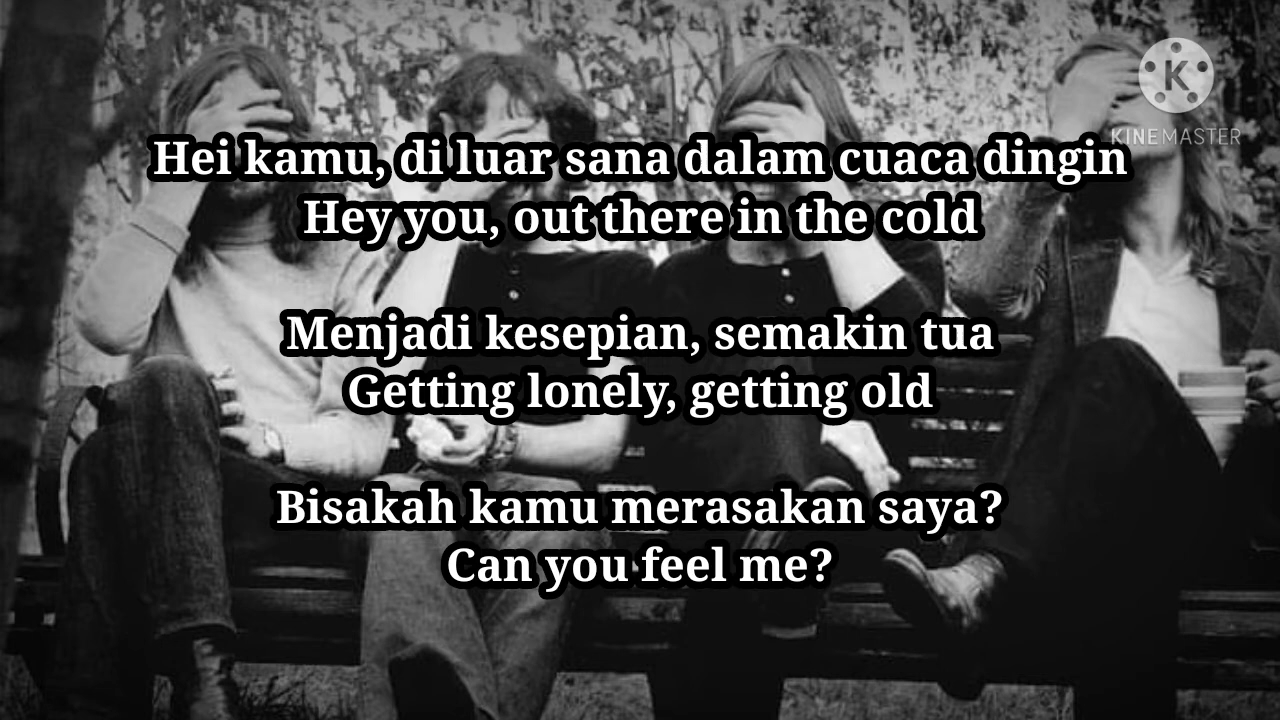 K
KINEMASTER
Hei kamu, di luar sana dalam cuaca dingin
Hey you, out there in the cold
Menjadi kesepian, semakin tua
Getting lonely, getting old
Bisakah kamu merasakan saya?
Can you feel me?